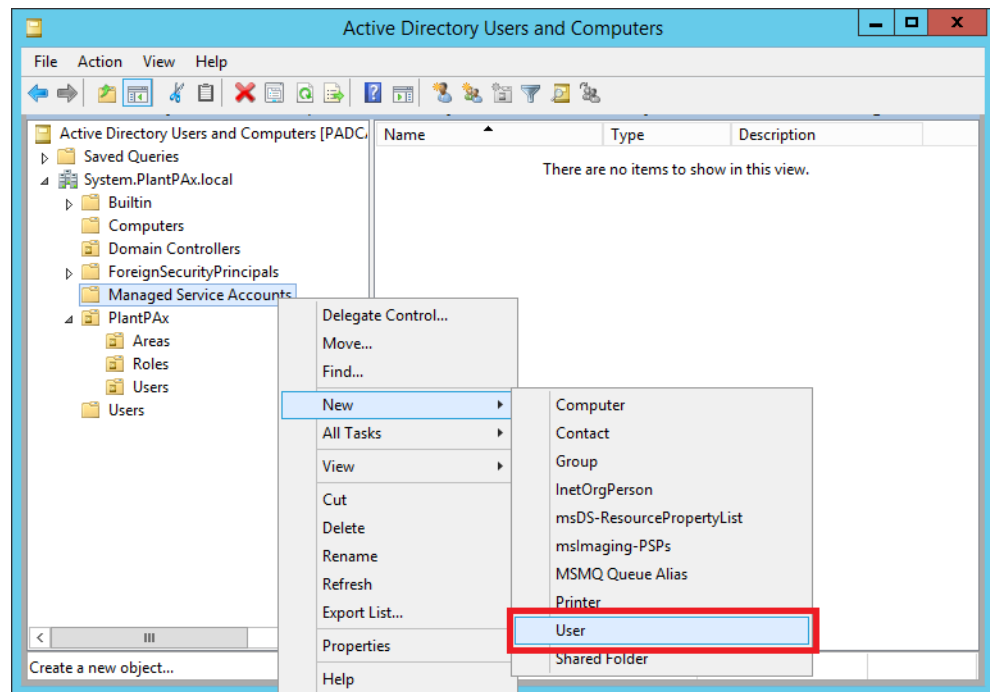 Active Directory Users and Computers
File Action View Help
Active Directory Users and Computers [PADC
Name Type Description
Saved Queries
There are no items to show in this view.
System.PlantPAx.local
Builtin
Computers
Domain Controllers
ForeignSecurityPrincipals
Managed Service Accounts
PlantPAx
Areas
Roles
Users
Users
Delegate Control...
Move...
Find...
New
All Tasks
View
Cut
Delete
Rename
Refresh
Export List...
Properties
Help
Computer
Contact
Group
InetOrgPerson
msDS-ResourcePropertyList
msImaging-PSPs
MSMQ Queue Alias
Printer
User
Shared Folder
Create a new object...